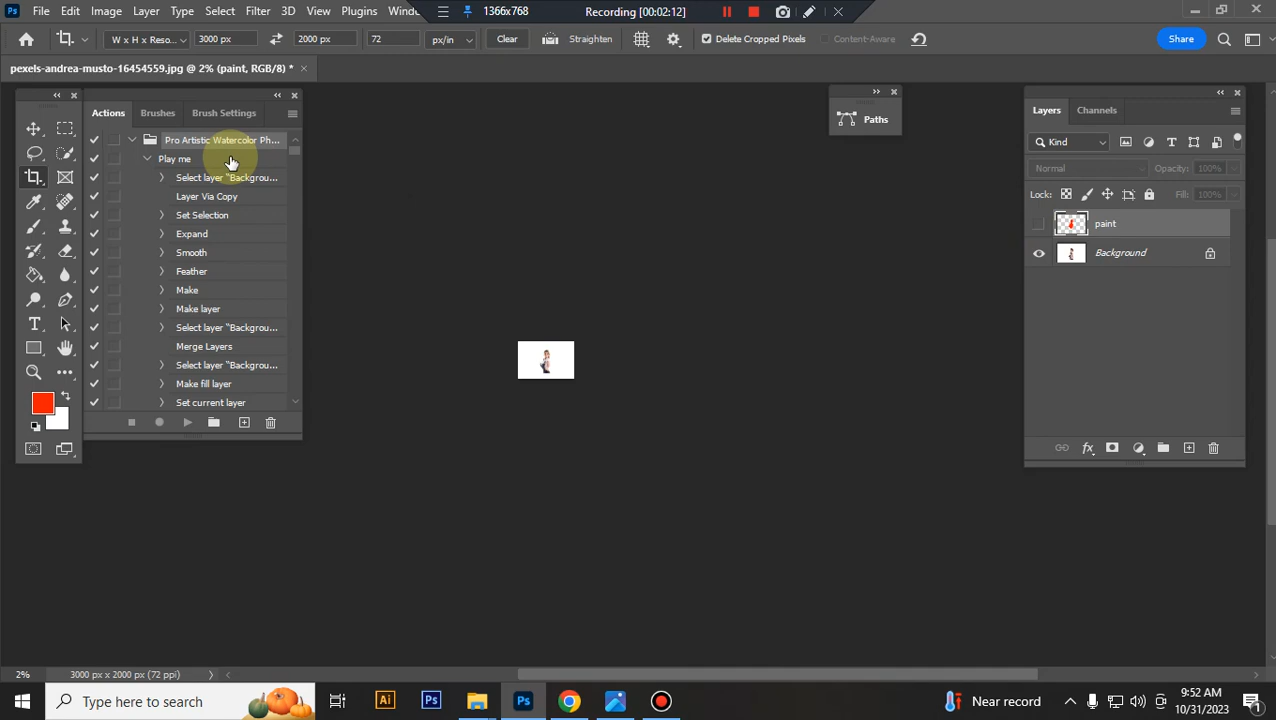 File Edit Image Layer Type Select Filter 3D View Plugins Windo
1366x768 Recording [00:02:12]
W x H x Reso... 3000 px 2000 px 72 px/in Clear Straighten Delete Cropped Pixels Content-Aware Share
pexels-andrea-musto-16454559.jpg @ 2% (paint, RGB/8) *
Actions Brushes Brush Settings
Pro Artistic Watercolor Ph...
Play me
Select layer "Backgrou...
Layer Via Copy
Set Selection
Expand
Smooth
Feather
Make
Make layer
Select layer "Backgrou...
Merge Layers
Select layer "Backgrou...
Make fill layer
Set current layer
Paths
Layers Channels
Kind
Normal Opacity: 100%
Lock: Fill: 100%
paint
Background
2% 3000 px x 2000 px (72 ppi)
Type here to search
Near record
9:52 AM
10/31/2023